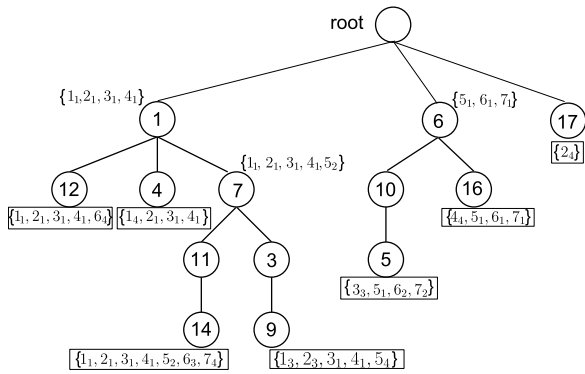 root
{1₁,2₁, 3₁, 4₁}
{5₁, 6₁, 7₁}
1
6
17
{2₄}
{1₁, 2₁, 3₁, 4₁,5₂}
12
4
7
10
16
{1₁, 2₁, 3₁, 4₁, 6₄}
{1₄, 2₁, 3₁, 4₁}
{4₄, 5₁, 6₁, 7₁}
11
3
5
{3₃, 5₁, 6₂, 7₂}
14
9
{1₁, 2₁, 3₁, 4₁, 5₂, 6₃, 7₄}
{1₃, 2₃, 3₁, 4₁, 5₄}